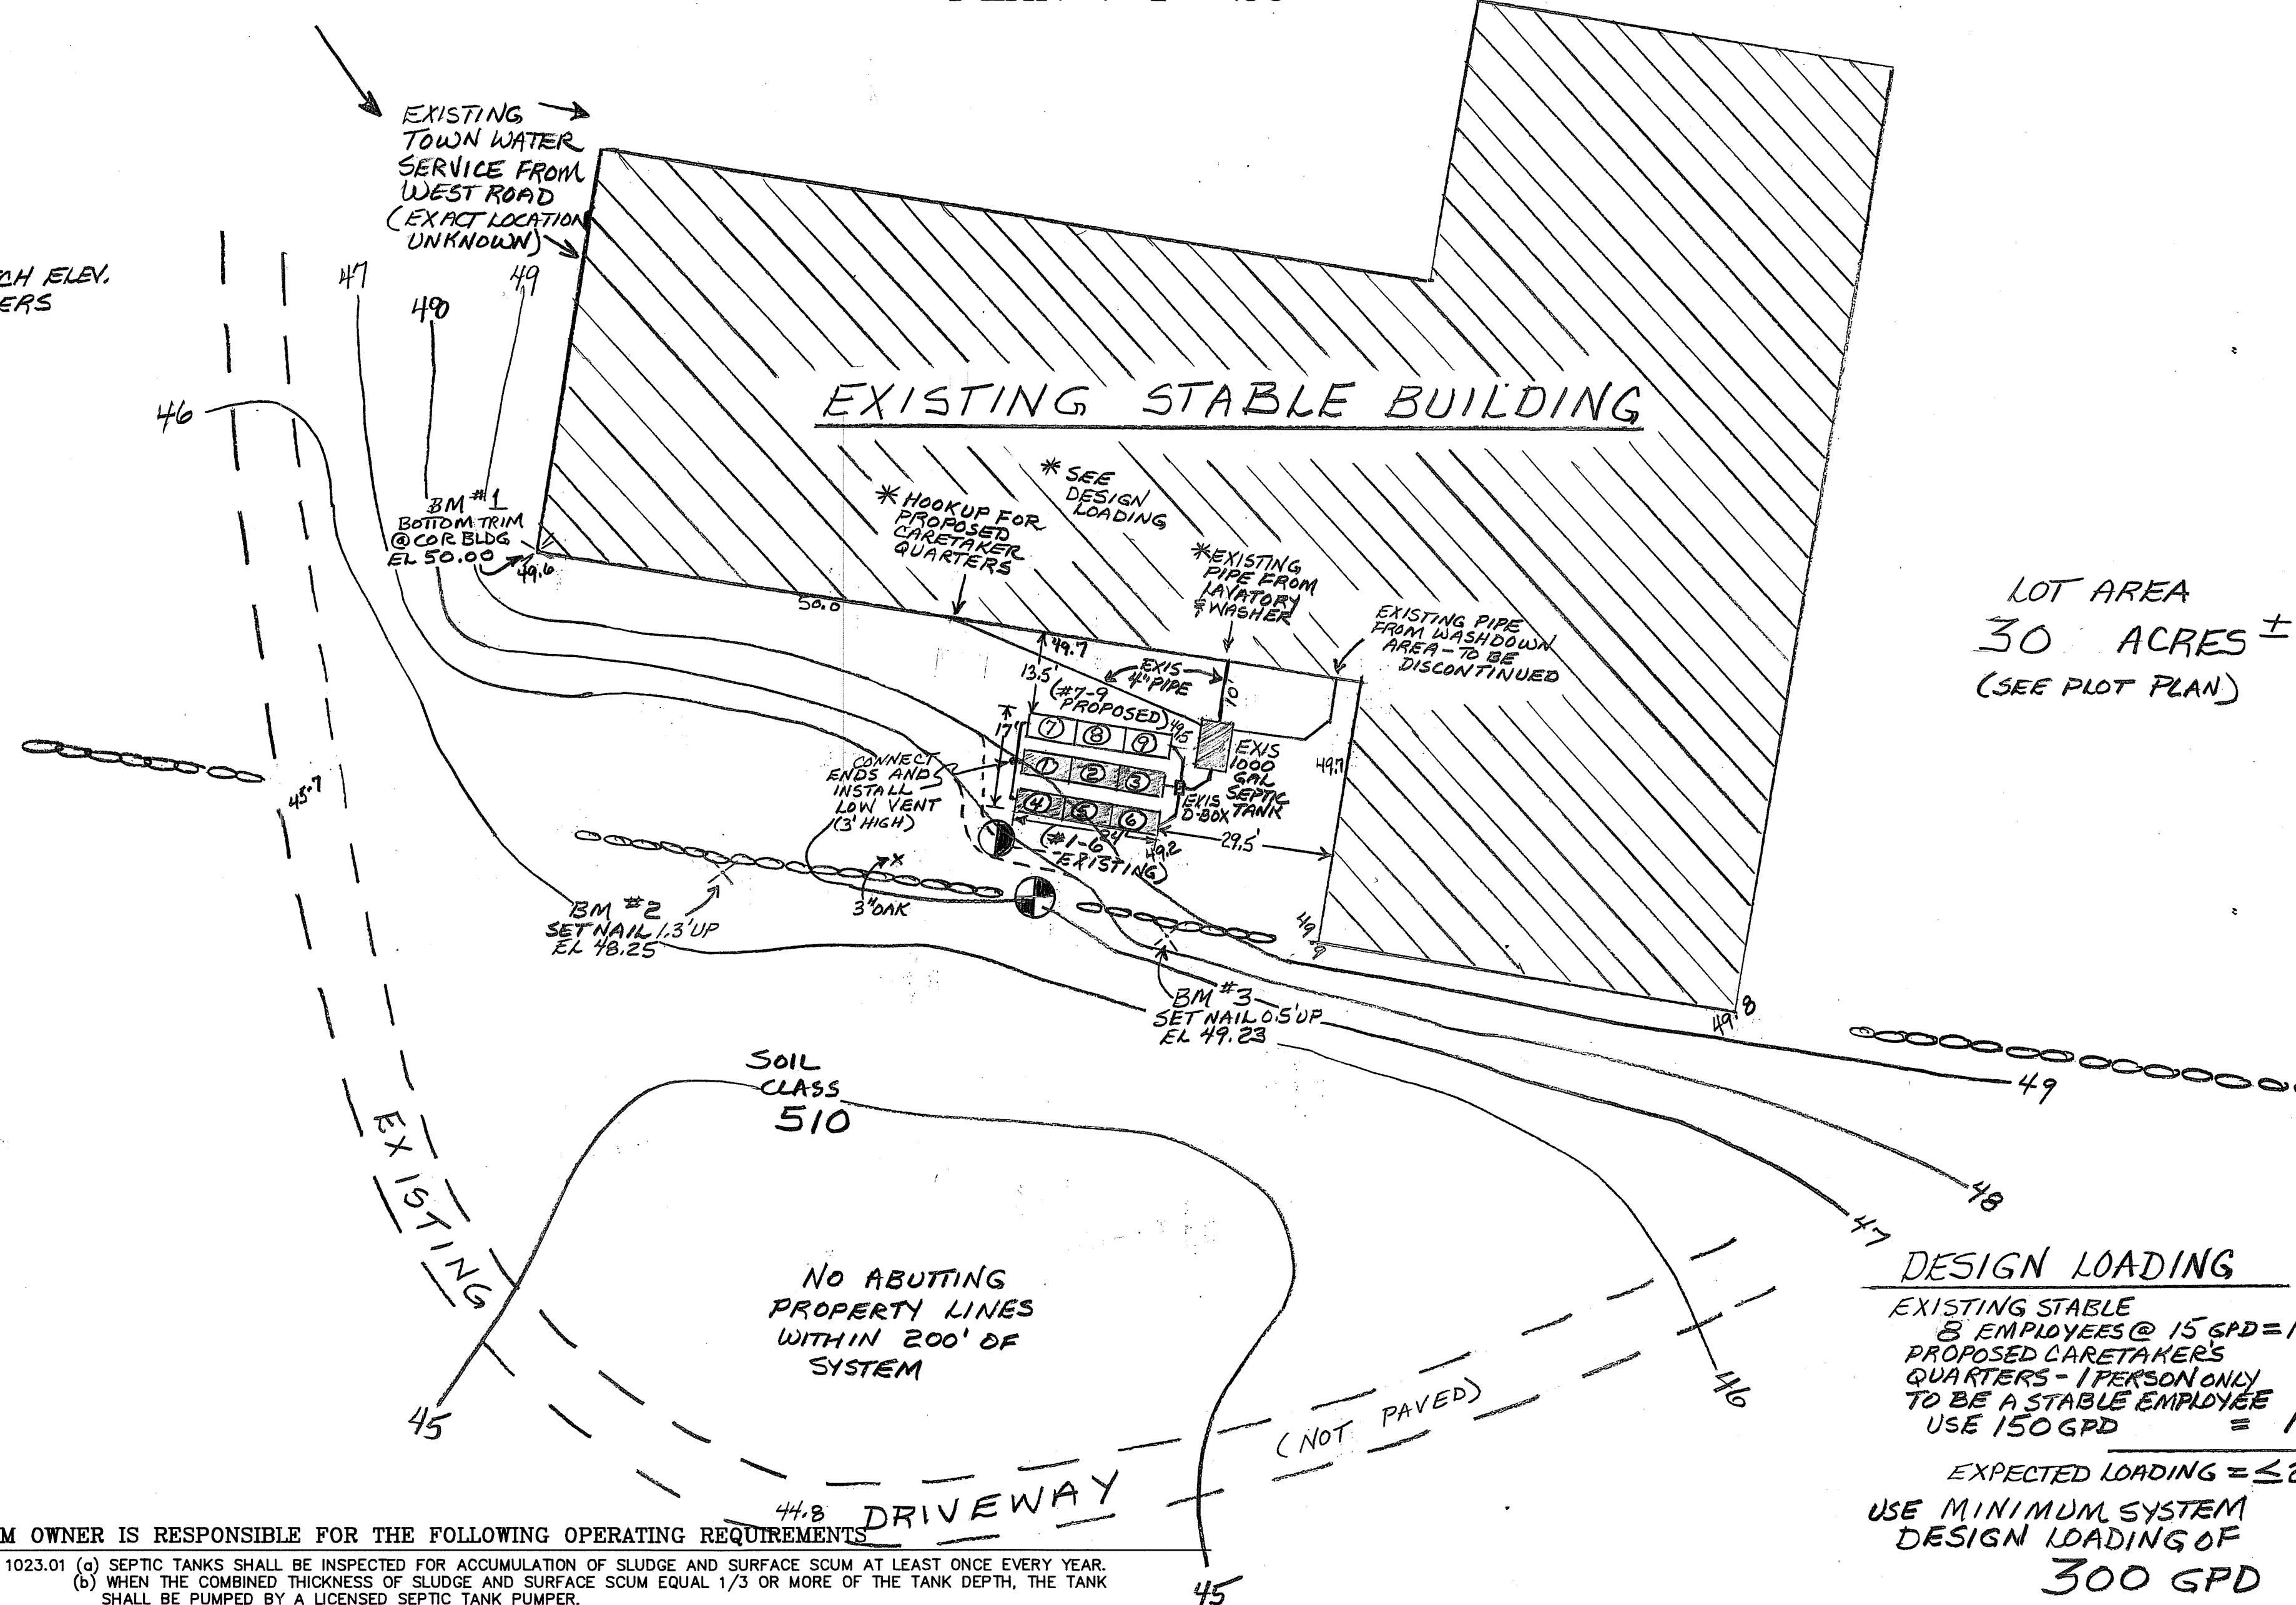 EXISTING
TOWN WATER
SERVICE FROM
WEST ROAD
(EXACT LOCATION
UNKNOWN)
CH ELEV.
ERS
47
49
46
BM #1
BOTTOM TRIM
@ COR BLDG
EL 50.00
49.6
50.0
EXISTING STABLE BUILDING
* SEE
DESIGN
LOADING
* HOOKUP FOR
PROPOSED
CARETAKER
QUARTERS
* EXISTING
PIPE FROM
LAVATORY
& WASHER
EXISTING PIPE
FROM WASHDOWN
AREA-TO BE
DISCONTINUED
LOT AREA
30 ACRES ±
(SEE PLOT PLAN)
49.7
13.5'
EXIS
4" PIPE
10'
(#7-9
PROPOSED)
49.5
17'
7 8 9
1 2 3
4 5 6
EXIS
1000
GAL
SEPTIC
TANK
EXIS
D-BOX
49.7
CONNECT
ENDS AND
INSTALL
LOW VENT
(3' HIGH)
24'
29.5'
49.2
(#1-6
EXISTING)
45.7
3" OAK
BM #2
SET NAIL 1.3' UP
EL 48.25
49.9
BM #3
SET NAIL 0.5' UP
EL 49.23
49.8
49
48
47
46
SOIL
CLASS
510
EXISTING
NO ABUTTING
PROPERTY LINES
WITHIN 200' OF
SYSTEM
45
(NOT PAVED)
44.8
DRIVEWAY
45
DESIGN LOADING
EXISTING STABLE
8 EMPLOYEES @ 15 GPD = 1
PROPOSED CARETAKER'S
QUARTERS - 1 PERSON ONLY
TO BE A STABLE EMPLOYEE
USE 150 GPD = 1
EXPECTED LOADING = ≤2
USE MINIMUM SYSTEM
DESIGN LOADING OF
300 GPD
M OWNER IS RESPONSIBLE FOR THE FOLLOWING OPERATING REQUIREMENTS
1023.01 (a) SEPTIC TANKS SHALL BE INSPECTED FOR ACCUMULATION OF SLUDGE AND SURFACE SCUM AT LEAST ONCE EVERY YEAR.
(b) WHEN THE COMBINED THICKNESS OF SLUDGE AND SURFACE SCUM EQUAL 1/3 OR MORE OF THE TANK DEPTH, THE TANK
SHALL BE PUMPED BY A LICENSED SEPTIC TANK PUMPER.